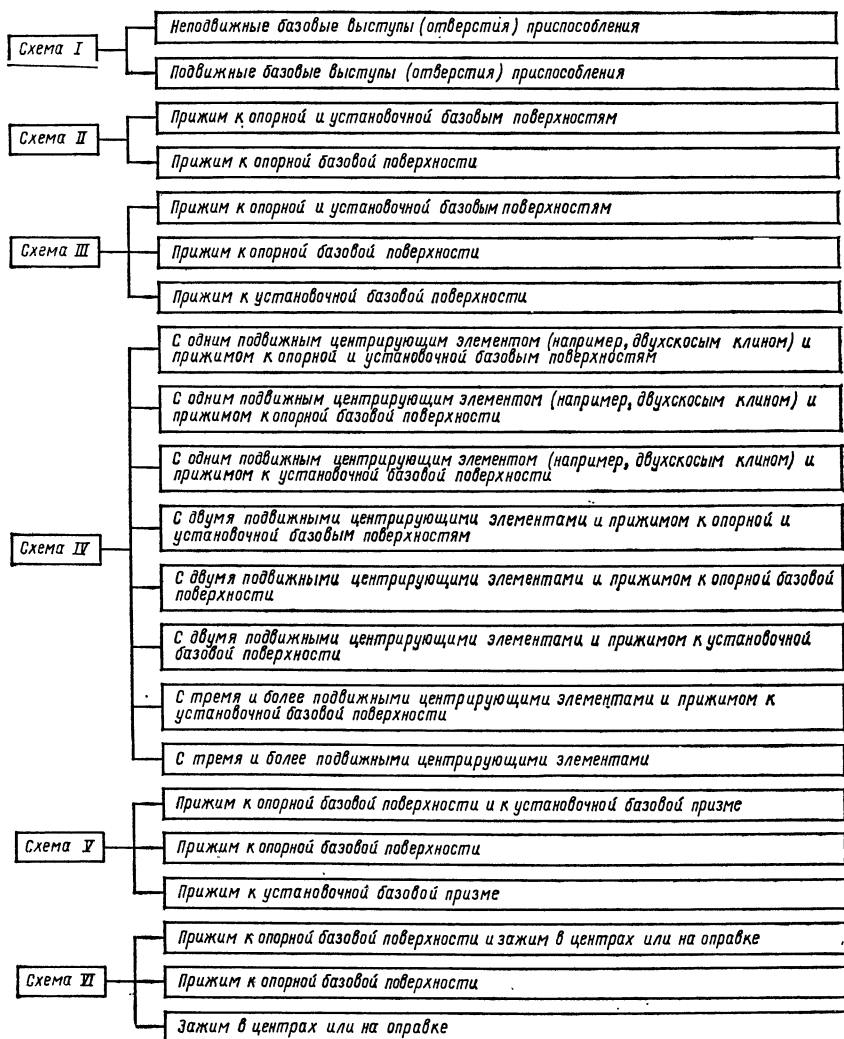 Схема I
Неподвижные базовые выступы (отверстия) приспособления
Подвижные базовые выступы (отверстия) приспособления
Схема II
Прижим к опорной и установочной базовым поверхностям
Прижим к опорной базовой поверхности
Схема III
Прижим к опорной и установочной базовым поверхностям
Прижим к опорной базовой поверхности
Прижим к установочной базовой поверхности
Схема IV
С одним подвижным центрирующим элементом (например, двухскосым клином) и
прижимом к опорной и установочной базовым поверхностям
С одним подвижным центрирующим элементом (например, двухскосым клином) и
прижимом к опорной базовой поверхности
С одним подвижным центрирующим элементом (например, двухскосым клином) и
прижимом к установочной базовой поверхности
С двумя подвижными центрирующими элементами и прижимом к опорной и
установочной базовым поверхностям
С двумя подвижными центрирующими элементами и прижимом к опорной базовой
поверхности
С двумя подвижными центрирующими элементами и прижимом к установочной
базовой поверхности
С тремя и более подвижными центрирующими элементами и прижимом к
установочной базовой поверхности
С тремя и более подвижными центрирующими элементами
Схема V
Прижим к опорной базовой поверхности и к установочной базовой призме
Прижим к опорной базовой поверхности
Прижим к установочной базовой призме
Схема VI
Прижим к опорной базовой поверхности и зажим в центрах или на оправке
Прижим к опорной базовой поверхности
Зажим в центрах или на оправке